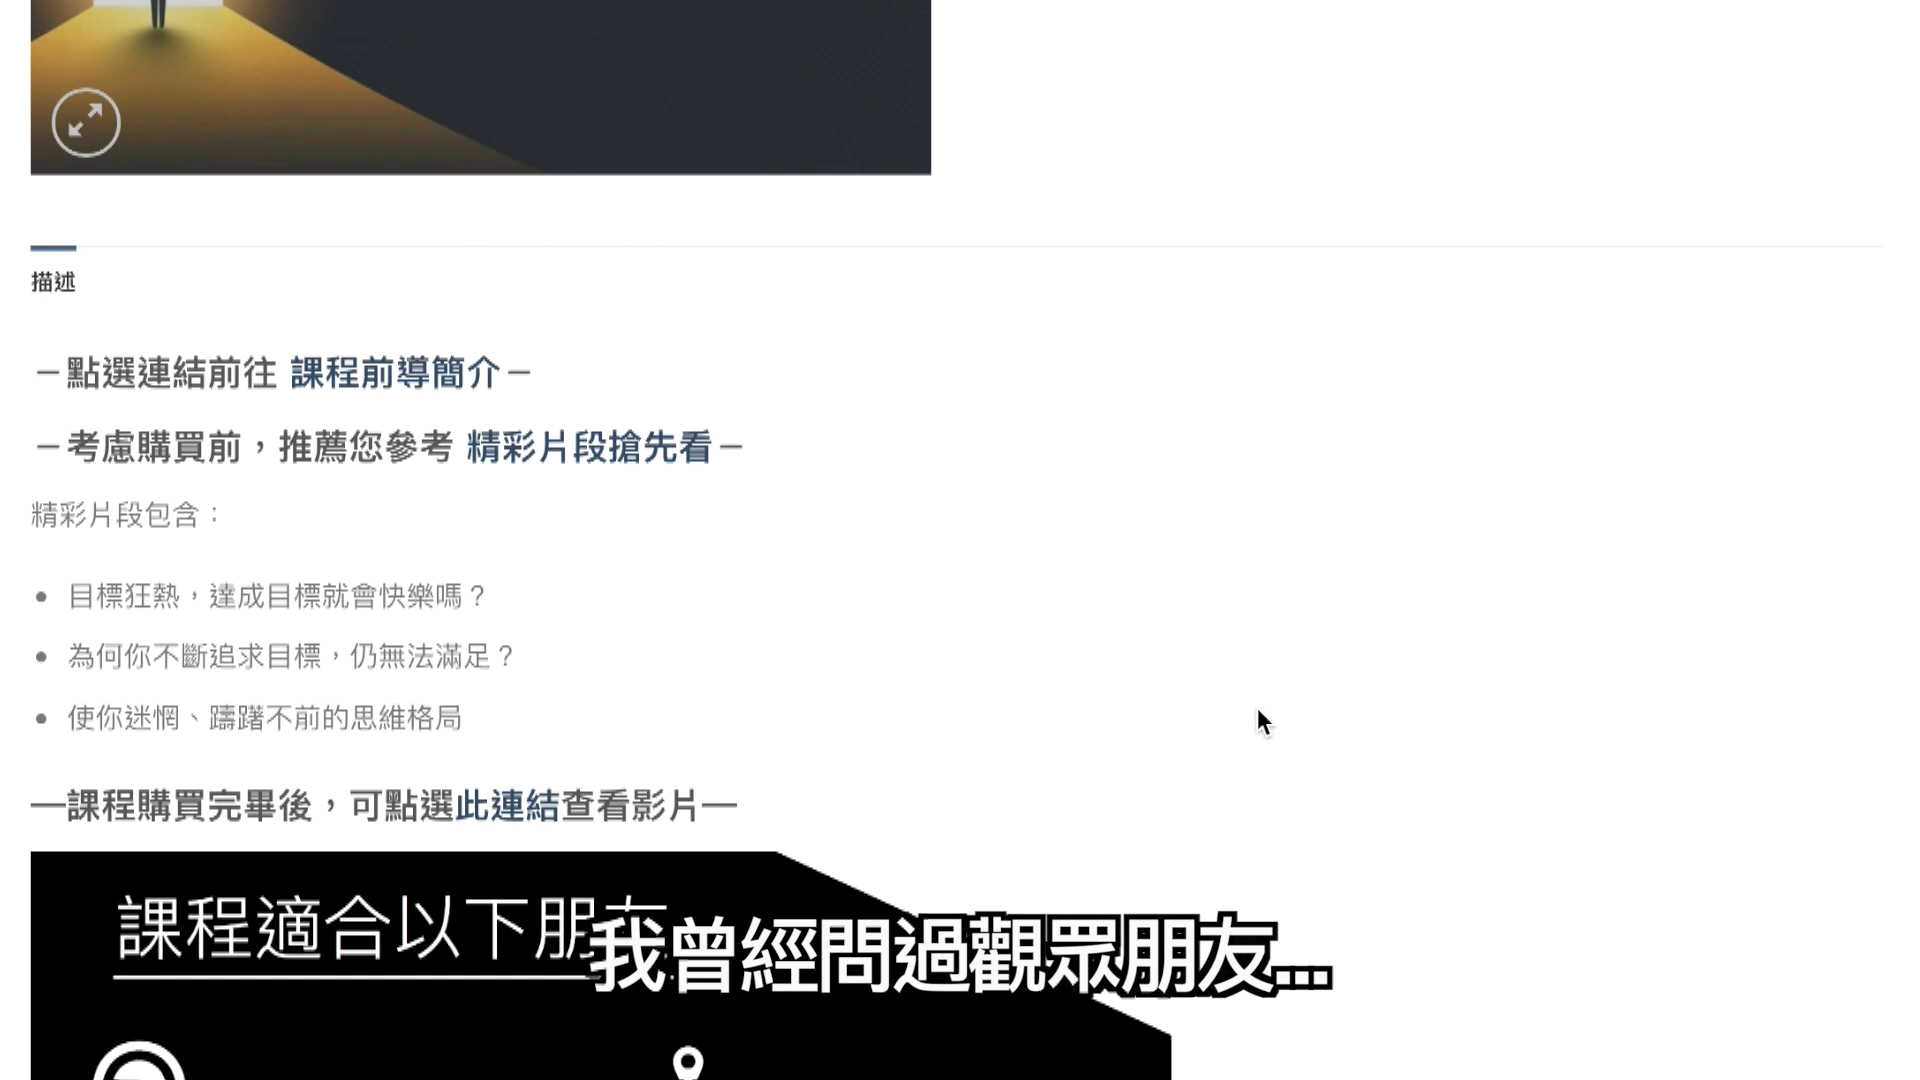 描述
－點選連結前往 課程前導簡介－
－考慮購買前，推薦您參考 精彩片段搶先看－
精彩片段包含：
• 目標狂熱，達成目標就會快樂嗎？
• 為何你不斷追求目標，仍無法滿足？
• 使你迷惘、躊躇不前的思維格局
—課程購買完畢後，可點選此連結查看影片—
課程適合以下朋友
我曾經問過觀眾朋友...